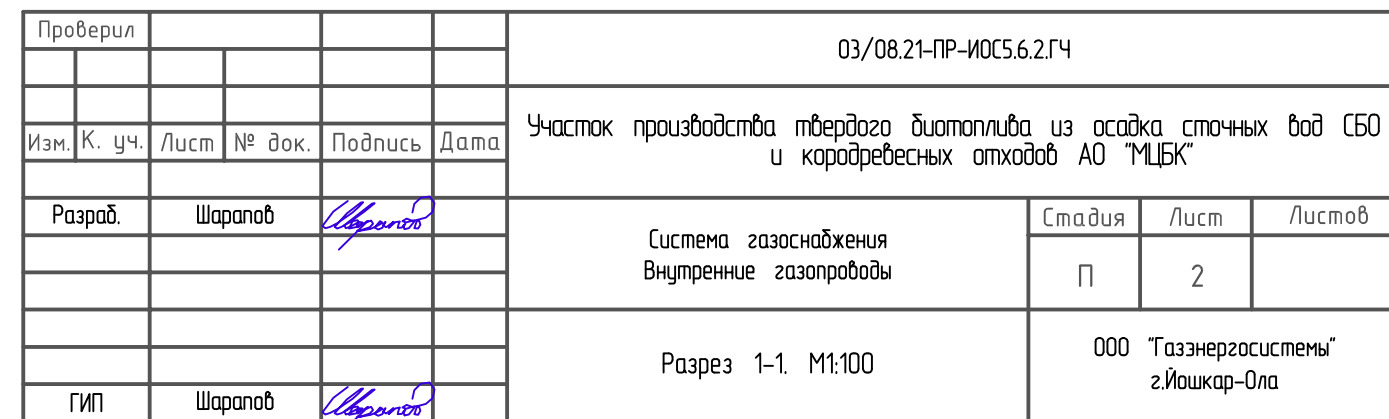 Проверил
03/08.21-ПР-ИОС5.6.2.ГЧ
Изм. К. уч. Лист № док. Подпись Дата
Участок производства твердого биотоплива из осадка сточных вод СБО
и кородревесных отходов АО "МЦБК"
Разраб. Шарапов Шарапов
Система газоснабжения
Внутренние газопроводы
Стадия Лист Листов
П 2
Разрез 1-1. М1:100
ООО "Газэнергосистемы"
г.Йошкар-Ола
ГИП Шарапов Шарапов